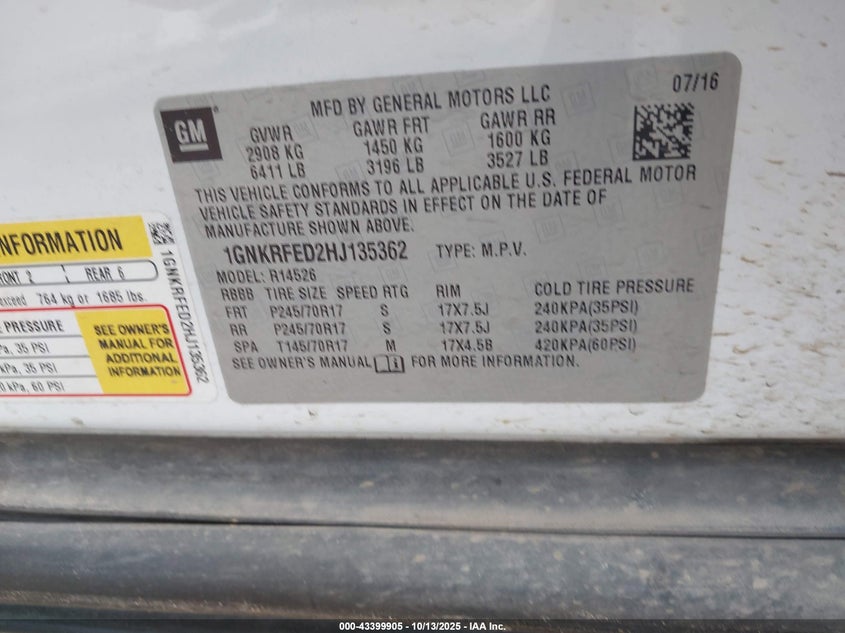 07/16
GM
MFD BY GENERAL MOTORS LLC
GVWR GAWR FRT GAWR RR
2908 KG 1450 KG 1600 KG
6411 LB 3196 LB 3527 LB
THIS VEHICLE CONFORMS TO ALL APPLICABLE U.S. FEDERAL MOTOR
VEHICLE SAFETY STANDARDS IN EFFECT ON THE DATE OF
MANUFACTURE SHOWN ABOVE.
1GNKRFED2HJ135362 TYPE: M.P.V.
MODEL: R14526
RBBB TIRE SIZE SPEED RTG RIM COLD TIRE PRESSURE
FRT P245/70R17 S 17X7.5J 240KPA(35PSI)
RR P245/70R17 S 17X7.5J 240KPA(35PSI)
SPA T145/70R17 M 17X4.5B 420KPA(60PSI)
SEE OWNER'S MANUAL i FOR MORE INFORMATION.
INFORMATION
FRONT 2 REAR 6
exceed 764 kg or 1685 lbs.
PRESSURE
SEE OWNER'S
MANUAL FOR
ADDITIONAL
INFORMATION
kPa, 35 PSI
kPa, 35 PSI
kPa, 60 PSI
1GNKRFED2HJ135362
000-43399905 - 10/13/2025 - IAA Inc.